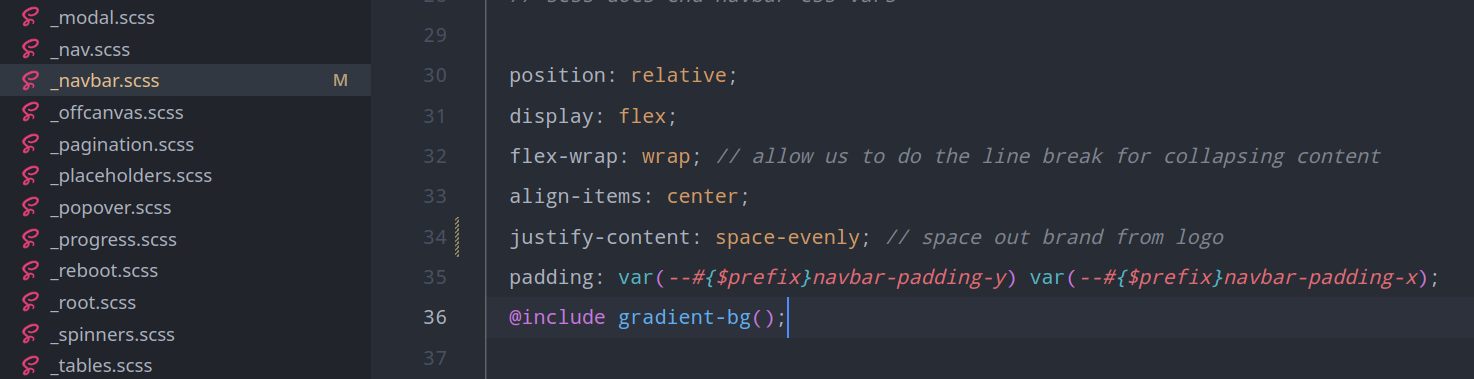 _modal.scss
_nav.scss
_navbar.scss M
_offcanvas.scss
_pagination.scss
_placeholders.scss
_popover.scss
_progress.scss
_reboot.scss
_root.scss
_spinners.scss
_tables.scss
29
30 position: relative;
31 display: flex;
32 flex-wrap: wrap; // allow us to do the line break for collapsing content
33 align-items: center;
34 justify-content: space-evenly; // space out brand from logo
35 padding: var(--#{$prefix}navbar-padding-y) var(--#{$prefix}navbar-padding-x);
36 @include gradient-bg();
37